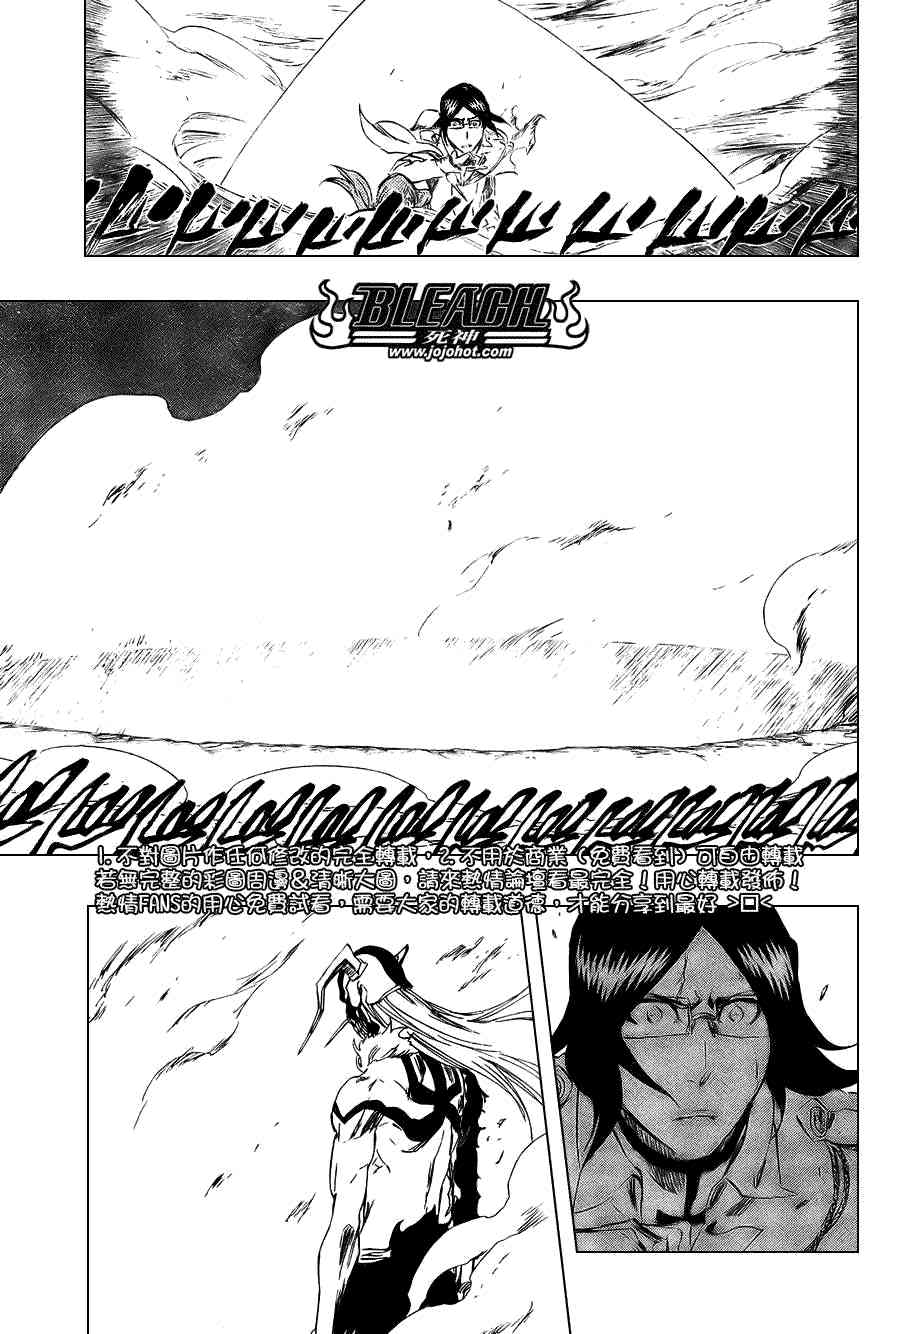 BLEACH
死神
www.jojohot.com
1. 不對圖片作任何修改的完全轉載，2. 不用於商業（免費看到）可自由轉載
若無完整的彩圖周邊&清晰大圖，請來熱情論壇看最完全！用心轉載發佈！
熱情FANS的用心免費試看，需要大家的轉載道德，才能分享到最好 >口<